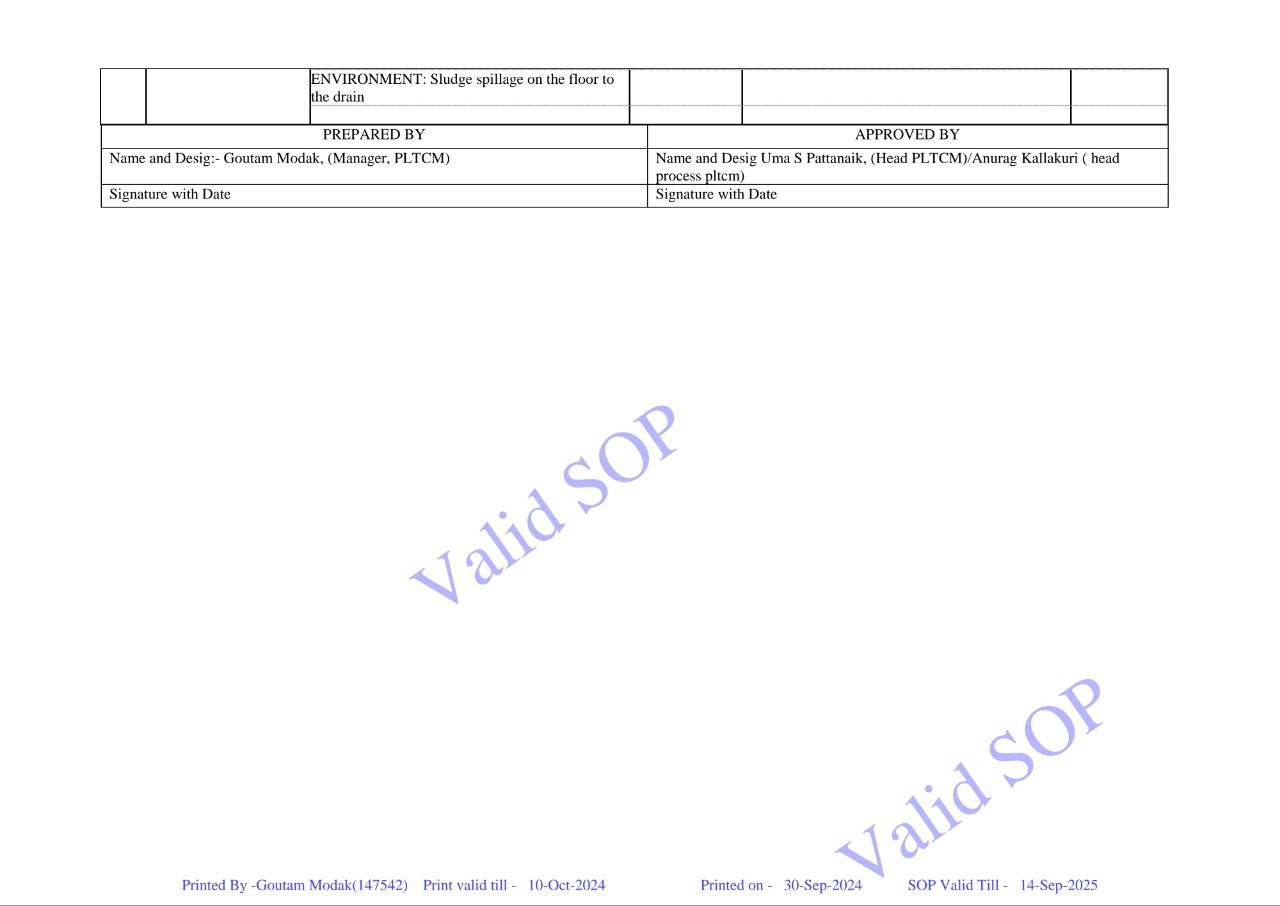 ENVIRONMENT: Sludge spillage on the floor to
the drain
PREPARED BY
APPROVED BY
Name and Desig:- Goutam Modak, (Manager, PLTCM)
Name and Desig Uma S Pattanaik, (Head PLTCM)/Anurag Kallakuri ( head
process pltcm)
Signature with Date
Signature with Date
Valid SOP
Valid SOP
Printed By -Goutam Modak(147542) Print valid till - 10-Oct-2024 Printed on - 30-Sep-2024 SOP Valid Till - 14-Sep-2025